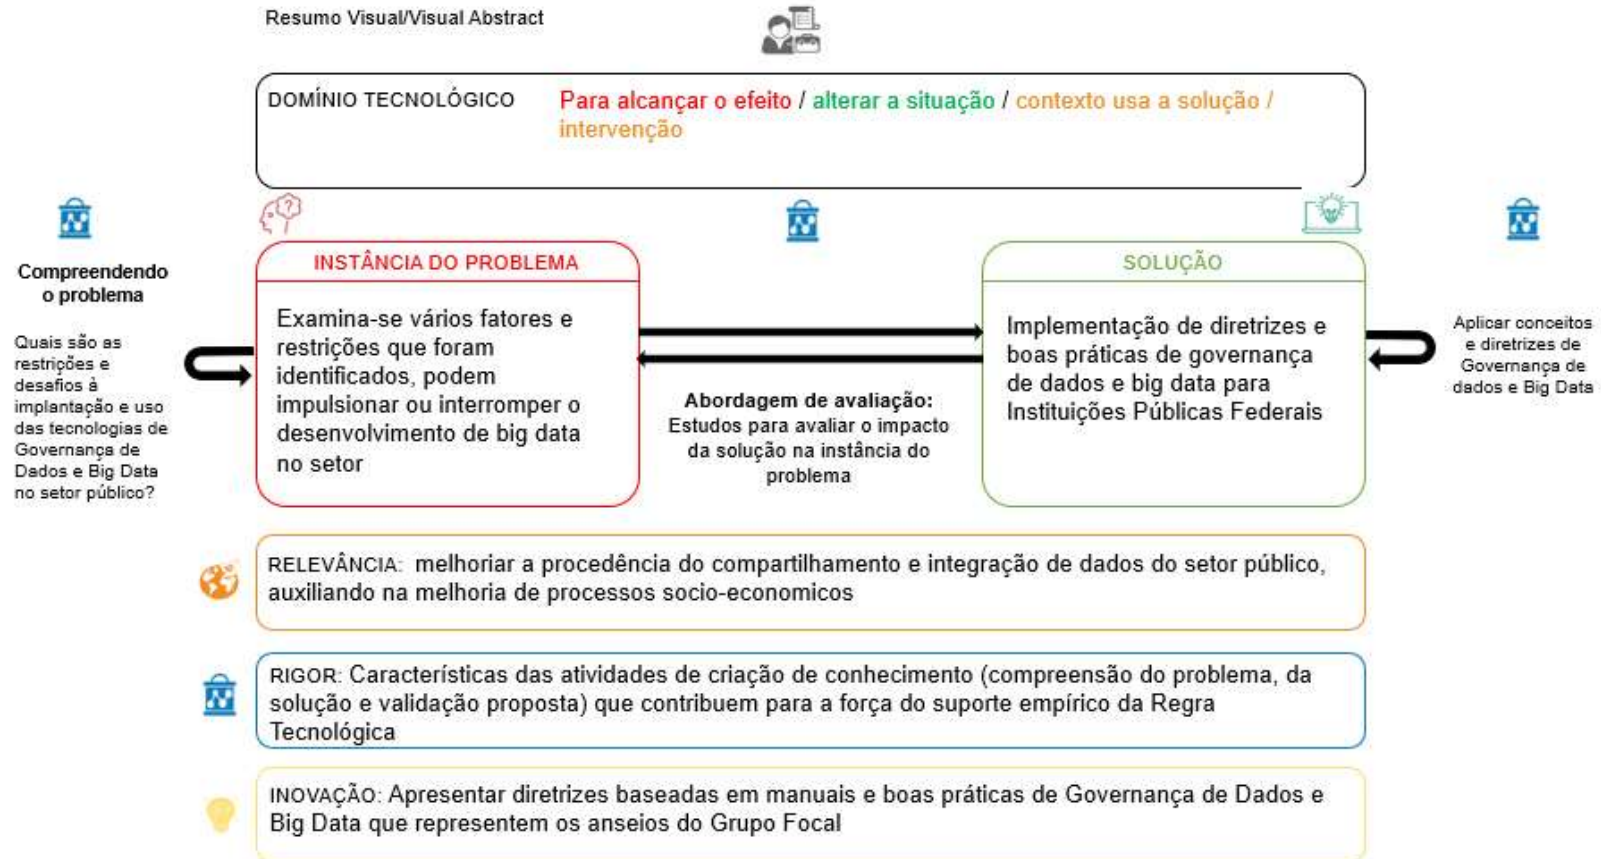 Resumo Visual/Visual Abstract
DOMÍNIO TECNOLÓGICO
Para alcançar o efeito / alterar a situação / contexto usa a solução /
intervenção
Compreendendo
o problema
Quais são as
restrições e
desafios à
implantação e uso
das tecnologias de
Governança de
Dados e Big Data
no setor público?
INSTÂNCIA DO PROBLEMA
Examina-se vários fatores e
restrições que foram
identificados, podem
impulsionar ou interromper o
desenvolvimento de big data
no setor
Abordagem de avaliação:
Estudos para avaliar o impacto
da solução na instância do
problema
SOLUÇÃO
Implementação de diretrizes e
boas práticas de governança
de dados e big data para
Instituições Públicas Federais
Aplicar conceitos
e diretrizes de
Governança de
dados e Big Data
RELEVÂNCIA: melhoriar a procedência do compartilhamento e integração de dados do setor público,
auxiliando na melhoria de processos socio-economicos
RIGOR: Características das atividades de criação de conhecimento (compreensão do problema, da
solução e validação proposta) que contribuem para a força do suporte empírico da Regra
Tecnológica
INOVAÇÃO: Apresentar diretrizes baseadas em manuais e boas práticas de Governança de Dados e
Big Data que representem os anseios do Grupo Focal